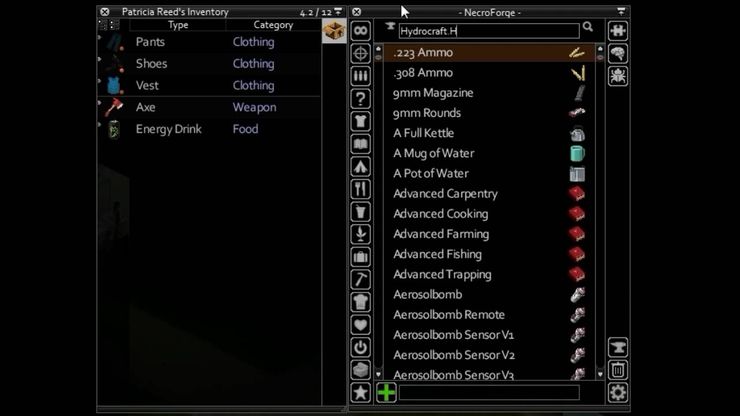 Patricia Reed's Inventory 4.2 / 12
Type Category
Pants Clothing
Shoes Clothing
Vest Clothing
Axe Weapon
Energy Drink Food
- NecroForge -
Hydrocraft.H
.223 Ammo
.308 Ammo
9mm Magazine
9mm Rounds
A Full Kettle
A Mug of Water
A Pot of Water
Advanced Carpentry
Advanced Cooking
Advanced Farming
Advanced Fishing
Advanced Trapping
Aerosolbomb
Aerosolbomb Remote
Aerosolbomb Sensor V1
Aerosolbomb Sensor V2
Aerosolbomb Sensor V3